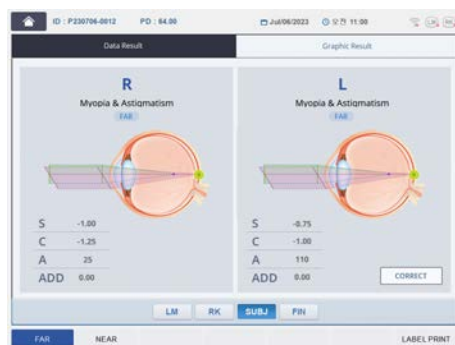 ID : P230706-0012 PD : 64.00 Jul/06/2023 오전 11:00
Data Result Graphic Result
R
Myopia & Astigmatism
FAR
S -1.00
C -1.25
A 25
ADD 0.00
L
Myopia & Astigmatism
FAR
S -0.75
C -1.00
A 110
ADD 0.00
CORRECT
LM RK SUBJ FIN
FAR NEAR LABEL PRINT